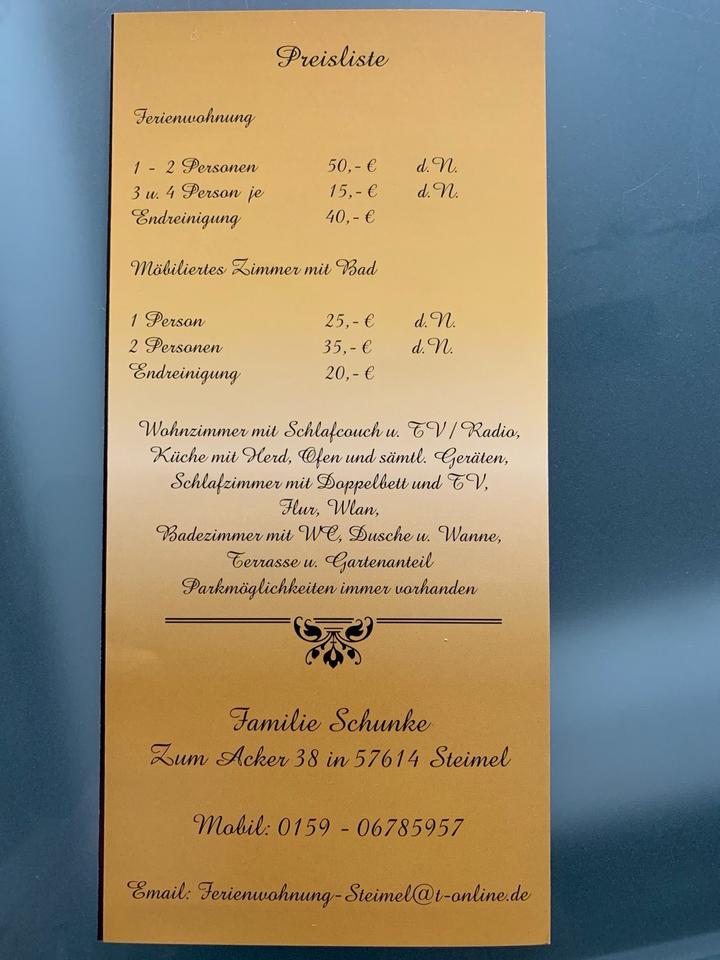 Preisliste
Ferienwohnung
1 - 2 Personen 50,- € d.N.
3 u. 4 Person je 15,- € d.N.
Endreinigung 40,- €
Möbiliertes Zimmer mit Bad
1 Person 25,- € d.N.
2 Personen 35,- € d.N.
Endreinigung 20,- €
Wohnzimmer mit Schlafcouch u. TV / Radio,
Küche mit Herd, Ofen und sämtl. Geräten,
Schlafzimmer mit Doppelbett und TV,
Flur, Wlan,
Badezimmer mit WC, Dusche u. Wanne,
Terrasse u. Gartenanteil
Parkmöglichkeiten immer vorhanden
Familie Schunke
Zum Acker 38 in 57614 Steimel
Mobil: 0159 - 06785957
Email: Ferienwohnung-Steimel@t-online.de